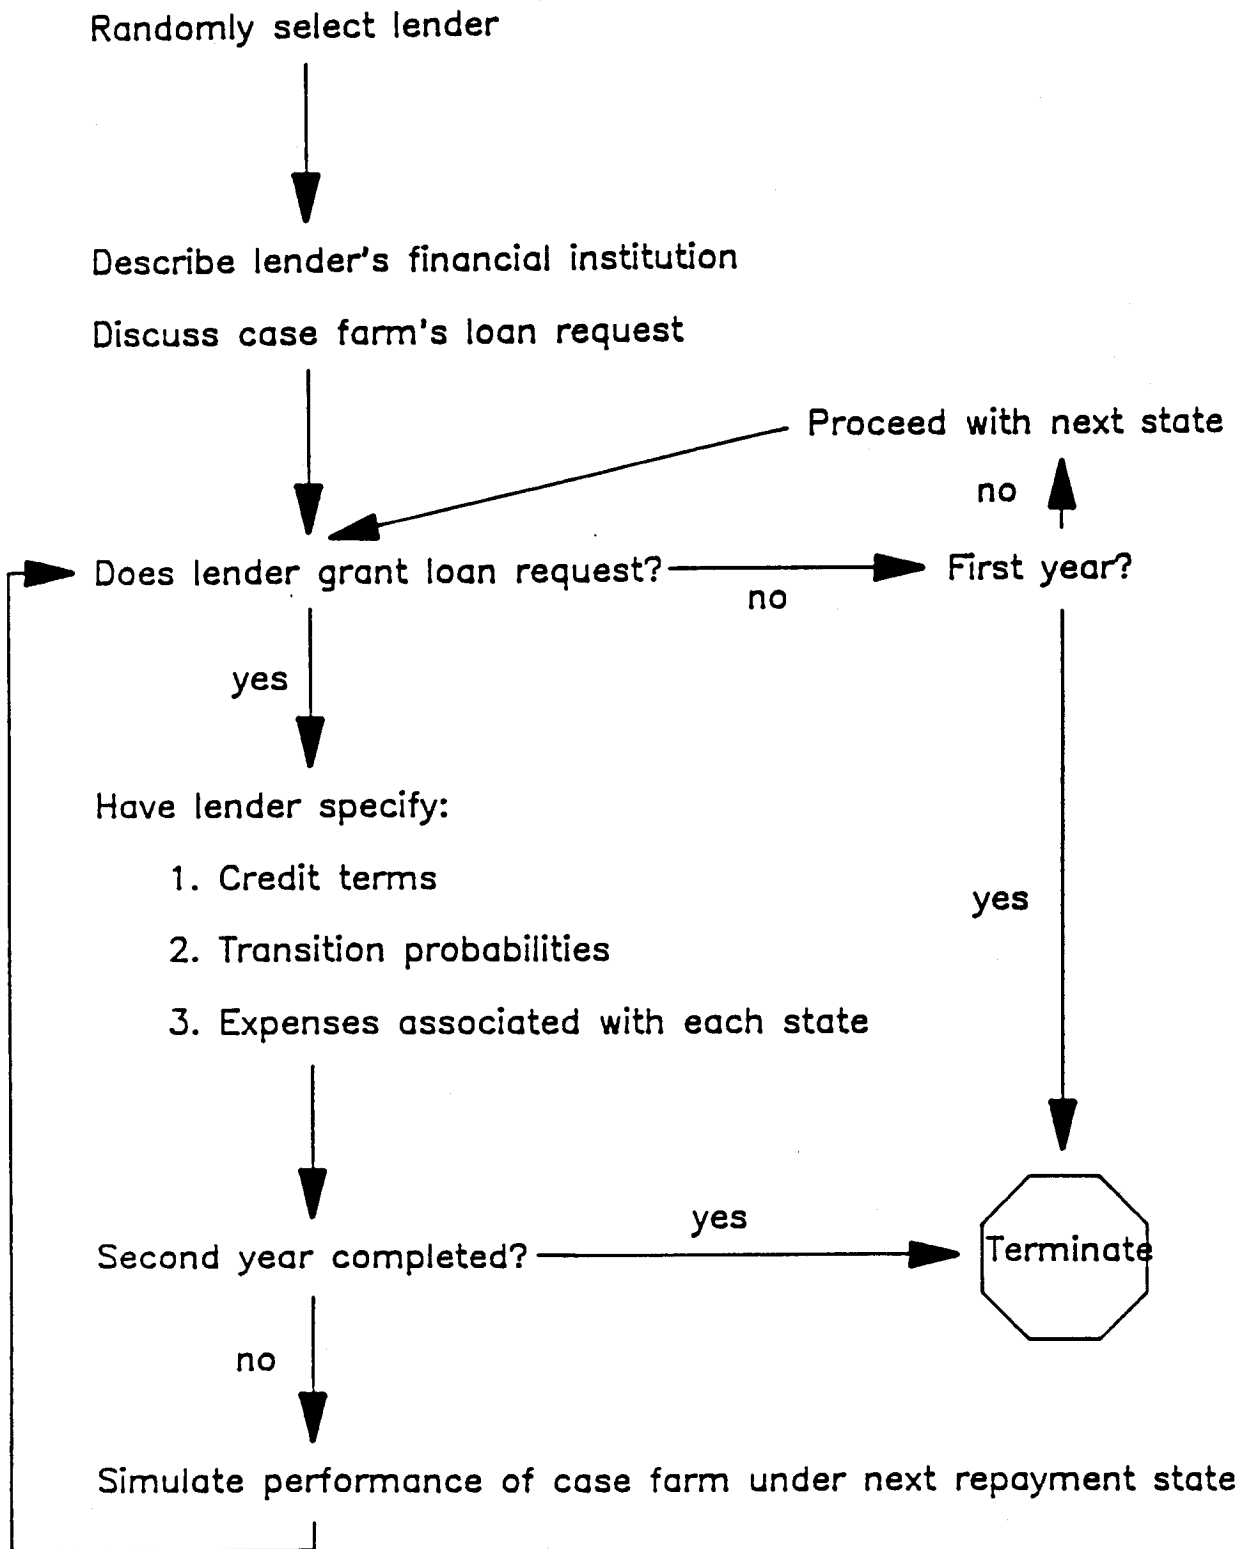 Randomly select lender
Describe lender's financial institution
Discuss case farm's loan request
Proceed with next state
no
Does lender grant loan request?
no
First year?
yes
Have lender specify:
1. Credit terms
2. Transition probabilities
yes
3. Expenses associated with each state
Second year completed?
yes
Terminate
no
Simulate performance of case farm under next repayment state